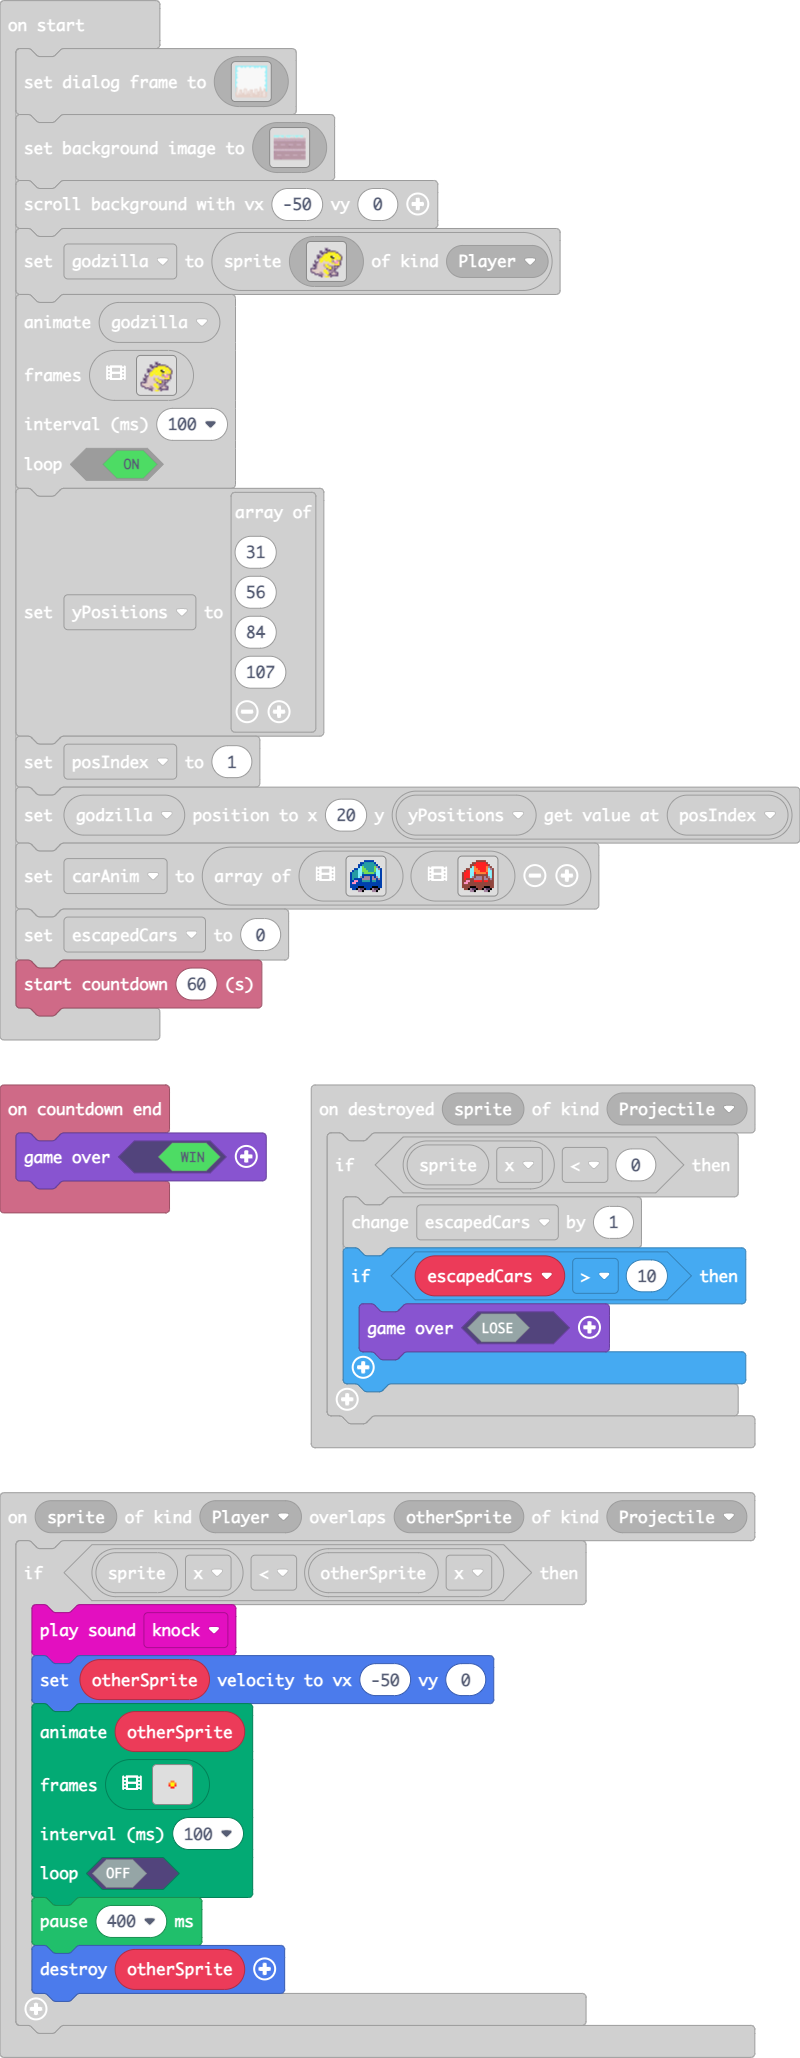 on start
set dialog frame to
set background image to
scroll background with vx -50 vy 0
set godzilla to sprite of kind Player
animate godzilla
frames
interval (ms) 100
loop ON
set yPositions to array of
31
56
84
107
set posIndex to 1
set godzilla position to x 20 y yPositions get value at posIndex
set carAnim to array of
set escapedCars to 0
start countdown 60 (s)
on countdown end
game over WIN
on destroyed sprite of kind Projectile
if sprite x < 0 then
change escapedCars by 1
if escapedCars > 10 then
game over LOSE
on sprite of kind Player overlaps otherSprite of kind Projectile
if sprite x < otherSprite x then
play sound knock
set otherSprite velocity to vx -50 vy 0
animate otherSprite
frames
interval (ms) 100
loop OFF
pause 400 ms
destroy otherSprite